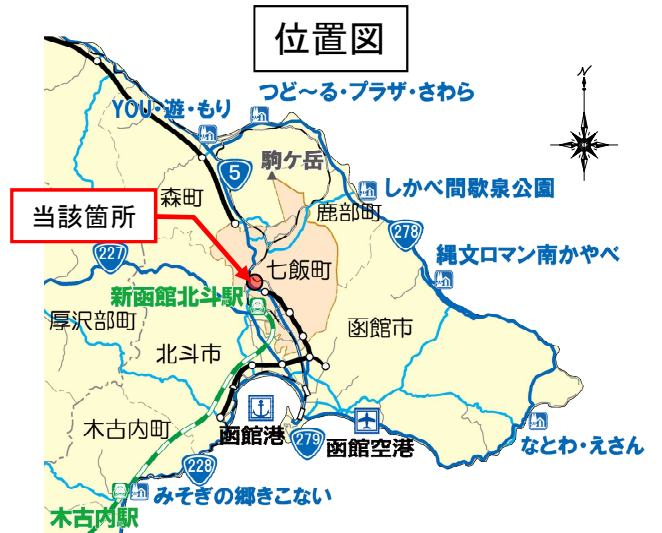 位置図
つど～る・プラザ・さわら
YOU・遊・もり
N
駒ケ岳
5
しかべ間歇泉公園
森町
鹿部町
当該箇所
278
227
縄文ロマン南かやべ
七飯町
新函館北斗駅
厚沢部町
函館市
北斗市
木古内町
函館港
279
函館空港
なとわ・えさん
228
みそぎの郷きこない
木古内駅